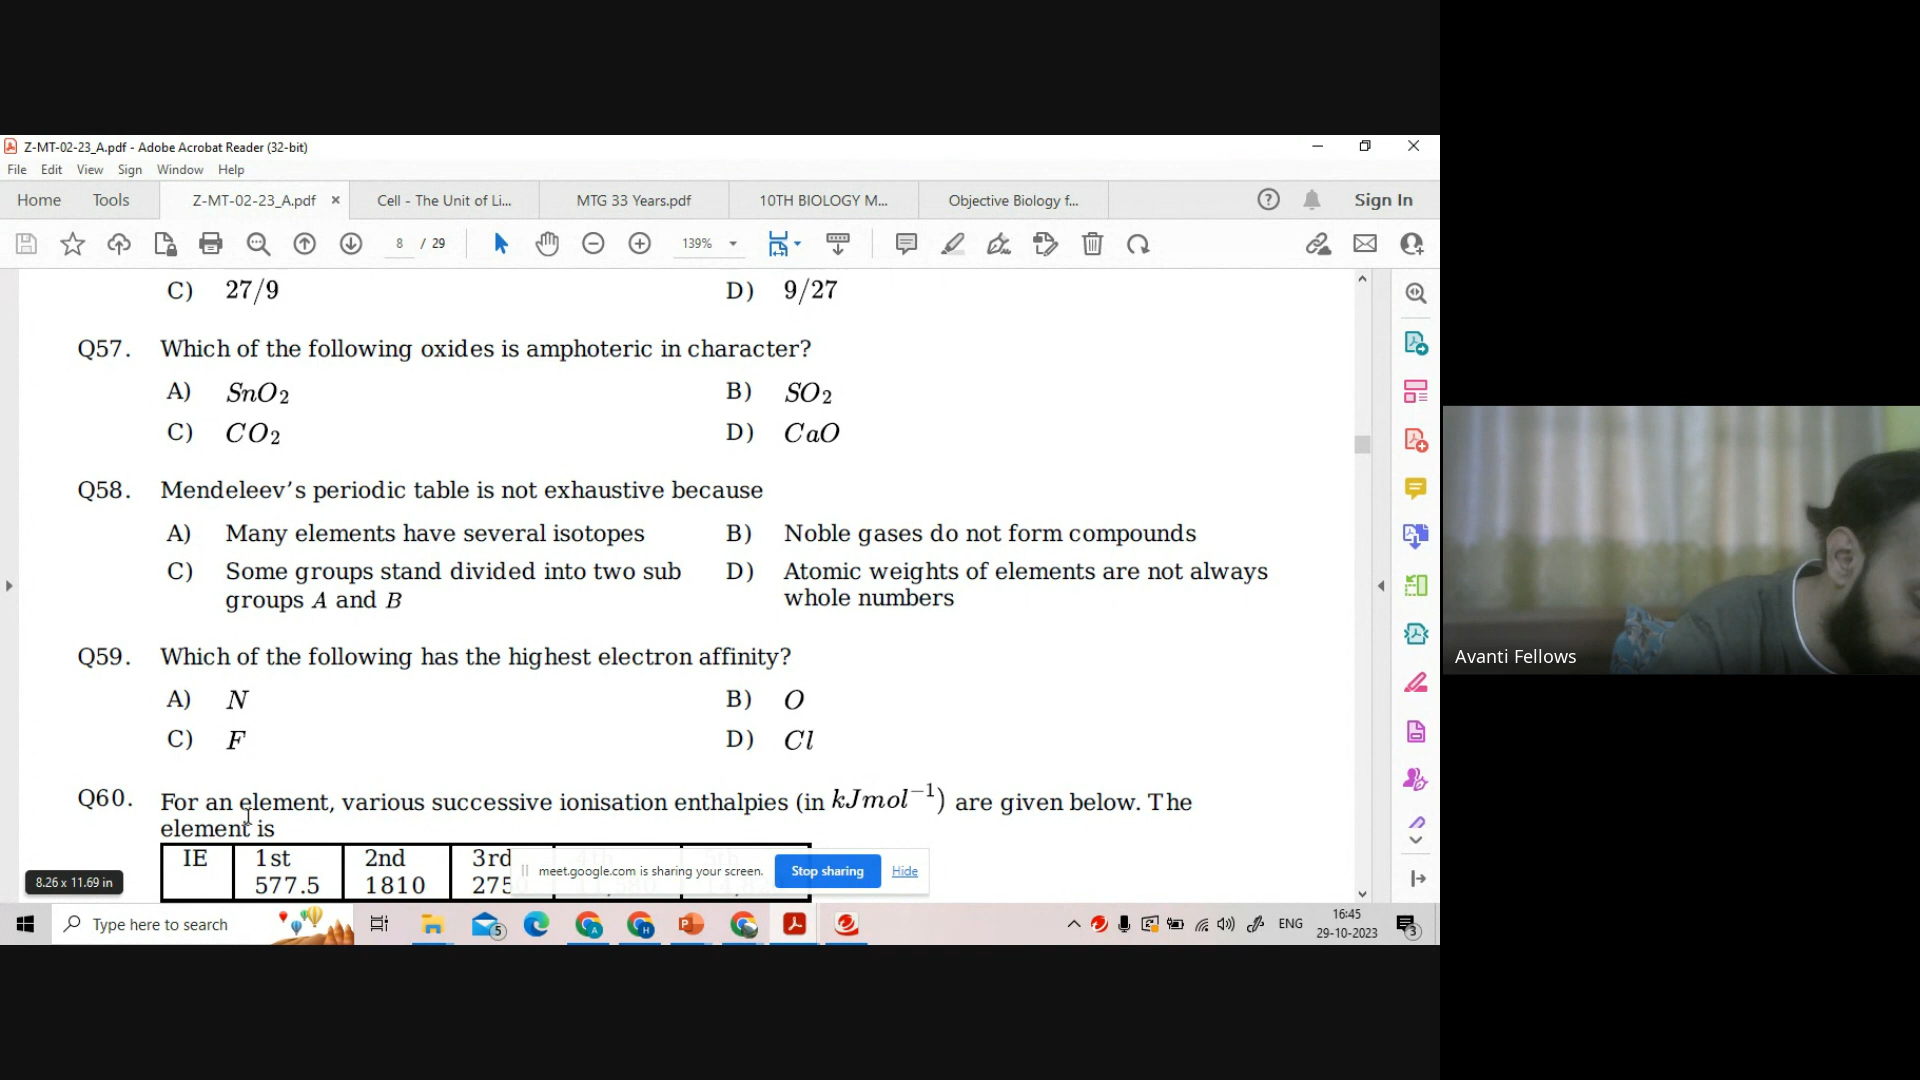 Z-MT-02-23_A.pdf - Adobe Acrobat Reader (32-bit)
File Edit View Sign Window Help
Home Tools Z-MT-02-23_A.pdf × Cell - The Unit of Li... MTG 33 Years.pdf 10TH BIOLOGY M... Objective Biology f... Sign In
8 / 29 139%
C) 27/9 D) 9/27
Q57. Which of the following oxides is amphoteric in character?
A) SnO₂ B) SO₂
C) CO₂ D) CaO
Q58. Mendeleev’s periodic table is not exhaustive because
A) Many elements have several isotopes B) Noble gases do not form compounds
C) Some groups stand divided into two sub D) Atomic weights of elements are not always
groups A and B whole numbers
Q59. Which of the following has the highest electron affinity?
A) N B) O
C) F D) Cl
Q60. For an element, various successive ionisation enthalpies (in kJmol⁻¹) are given below. The
element is
IE 1st 2nd 3rd
577.5 1810 275
meet.google.com is sharing your screen. Stop sharing Hide
8.26 x 11.69 in
Type here to search 5 ENG 16:45
29-10-2023 3
Avanti Fellows